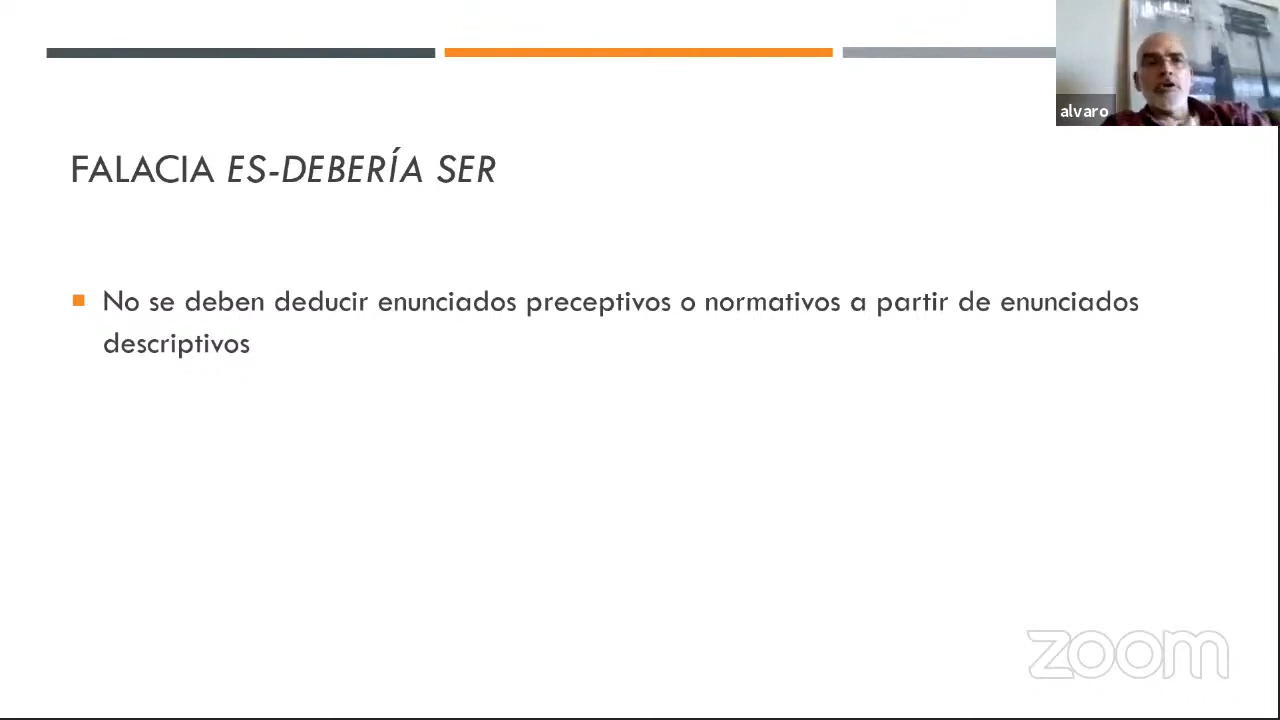 alvaro
FALACIA ES-DEBERÍA SER
No se deben deducir enunciados preceptivos o normativos a partir de enunciados
descriptivos
zoom